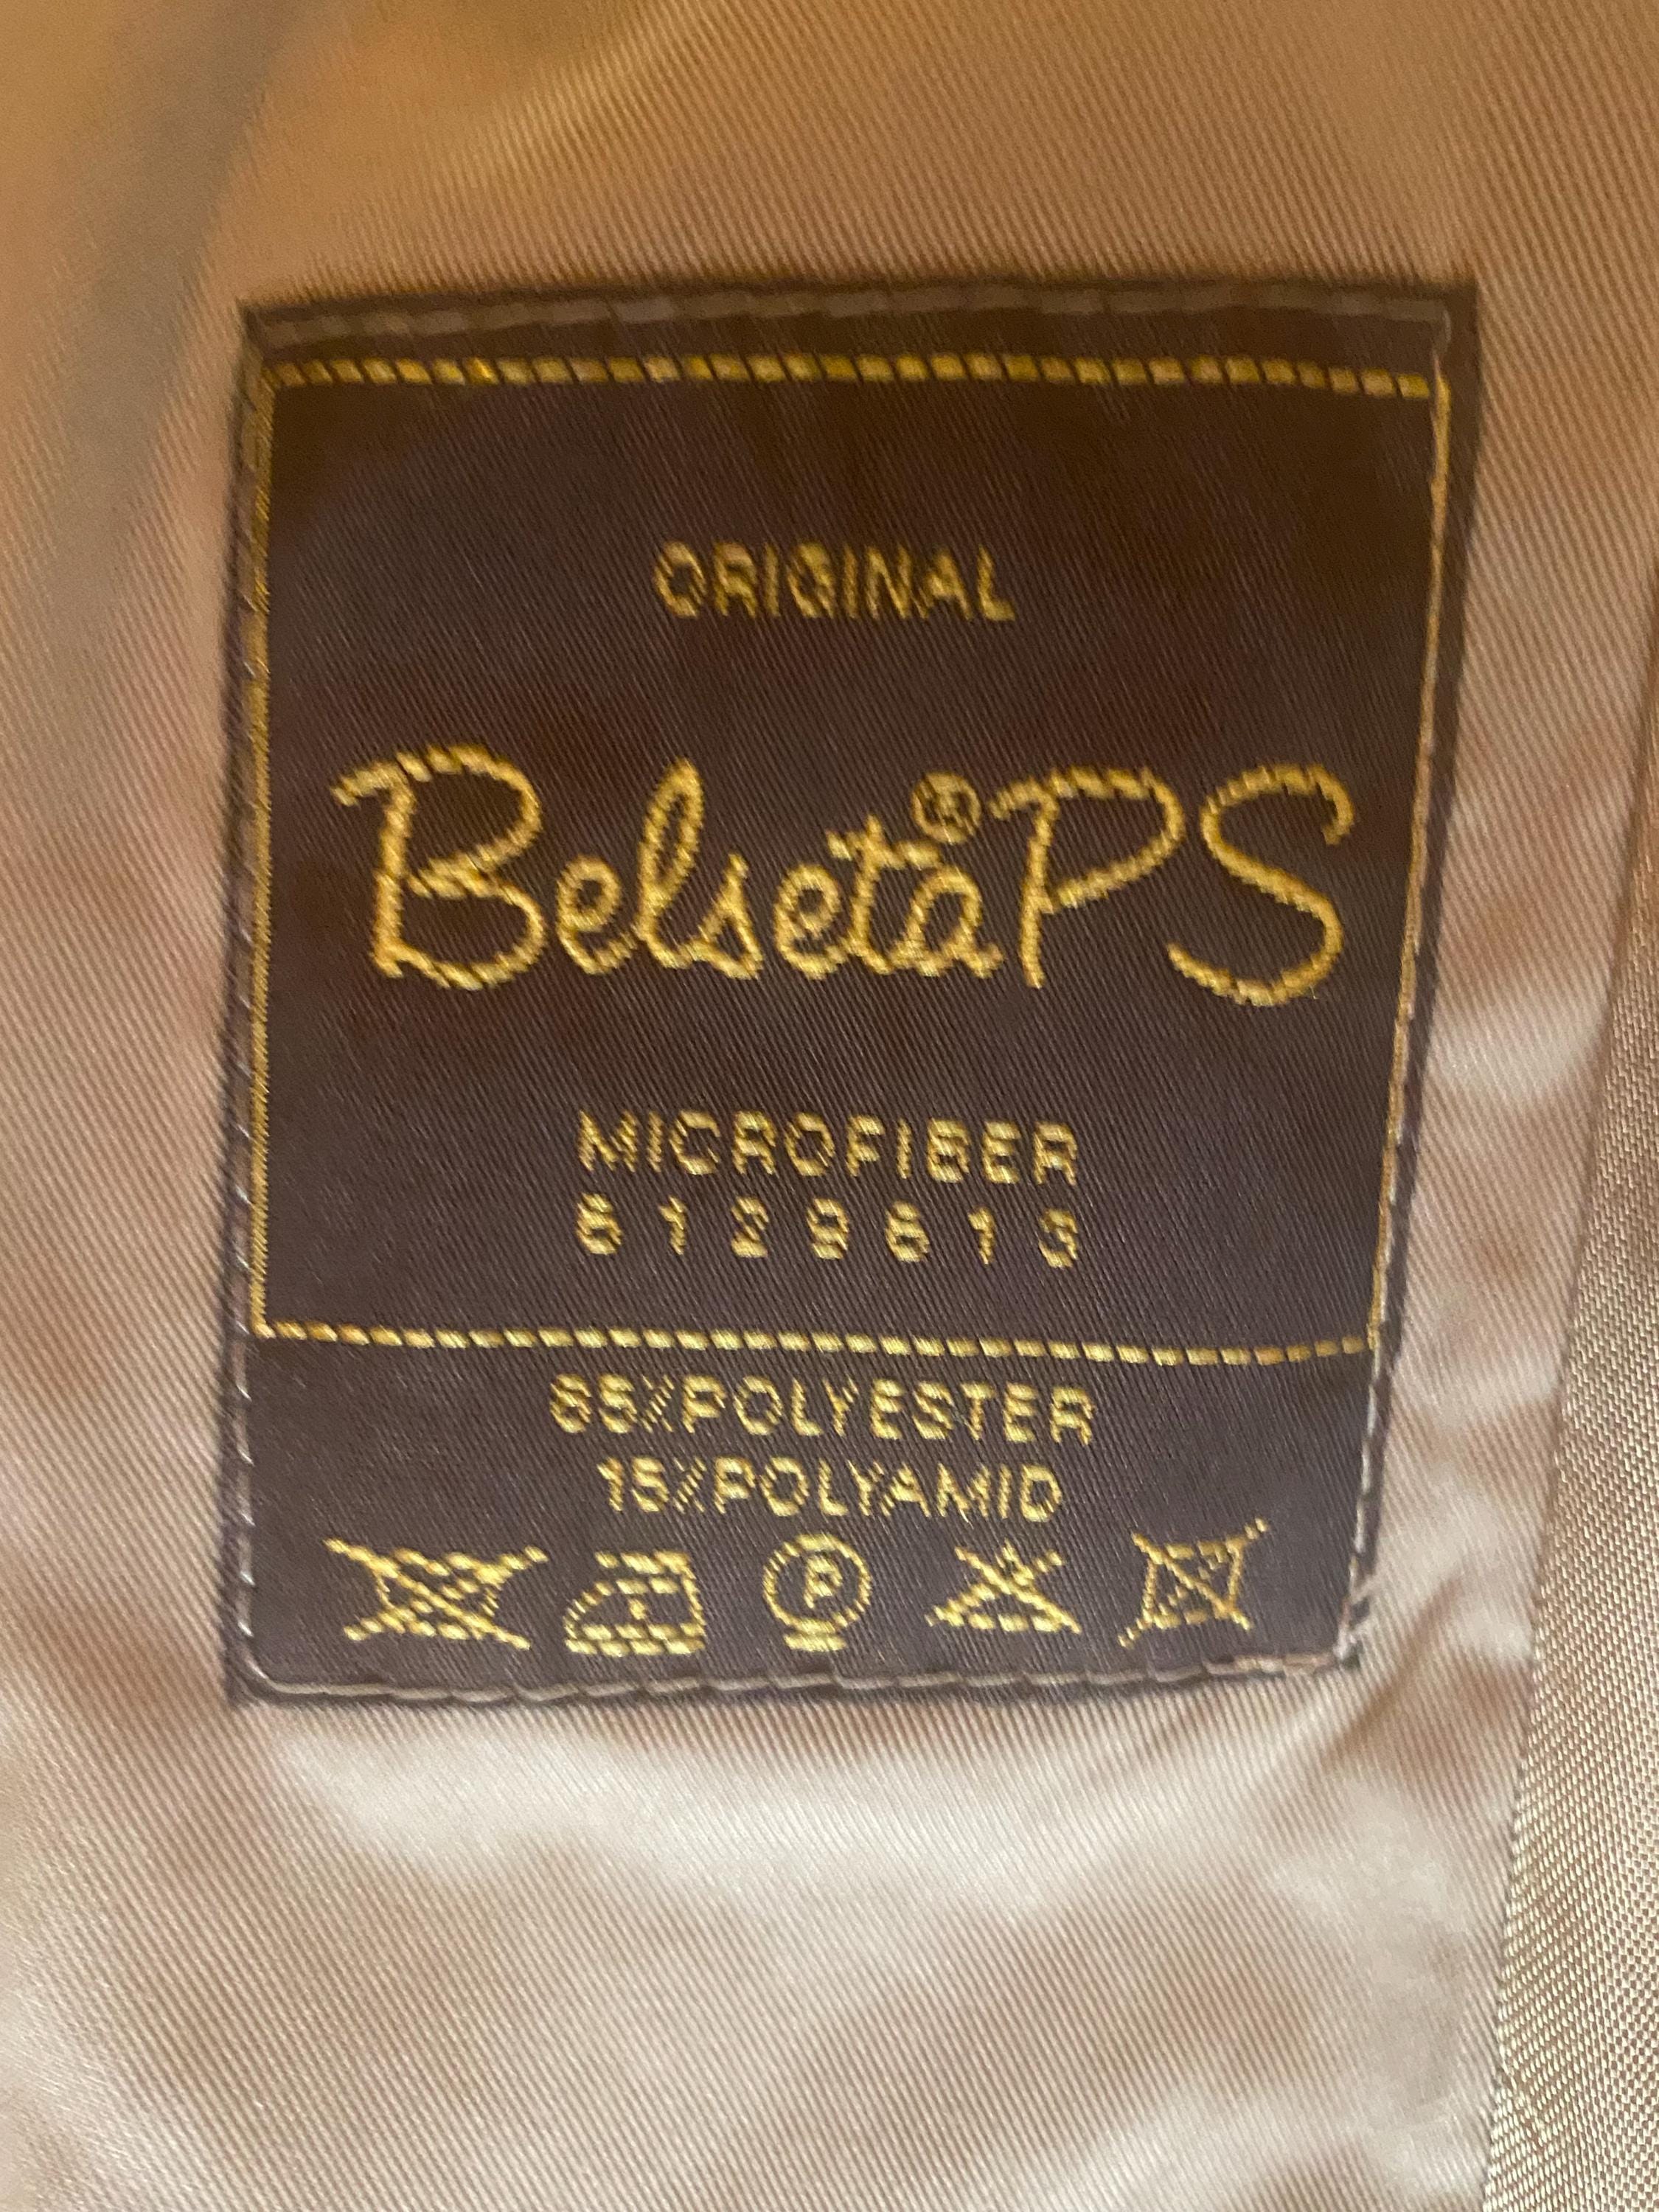 ORIGINAL
Belseta® PS
MICROFIBER
6129613
85%POLYESTER
15%POLYAMID
P